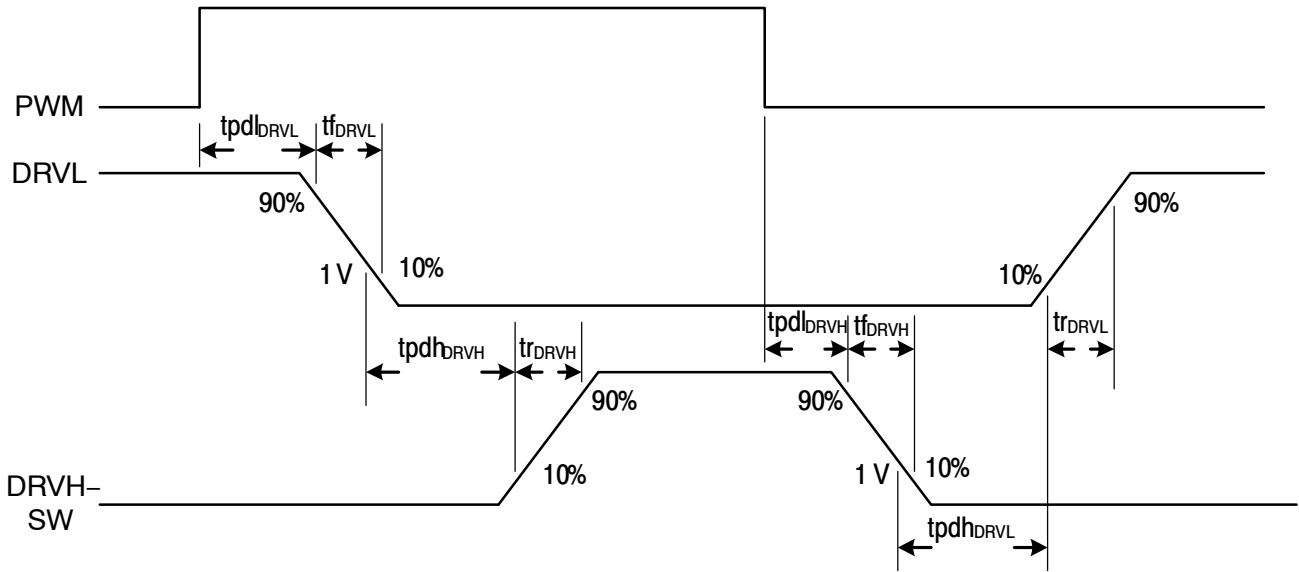 PWM
tpdlDRVL tfDRVL
DRVL
90%
90%
1 V
10%
10%
tpdlDRVH tfDRVH
trDRVL
tpdhDRVH trDRVH
90%
90%
10%
1 V
10%
DRVH–
SW
tpdhDRVL